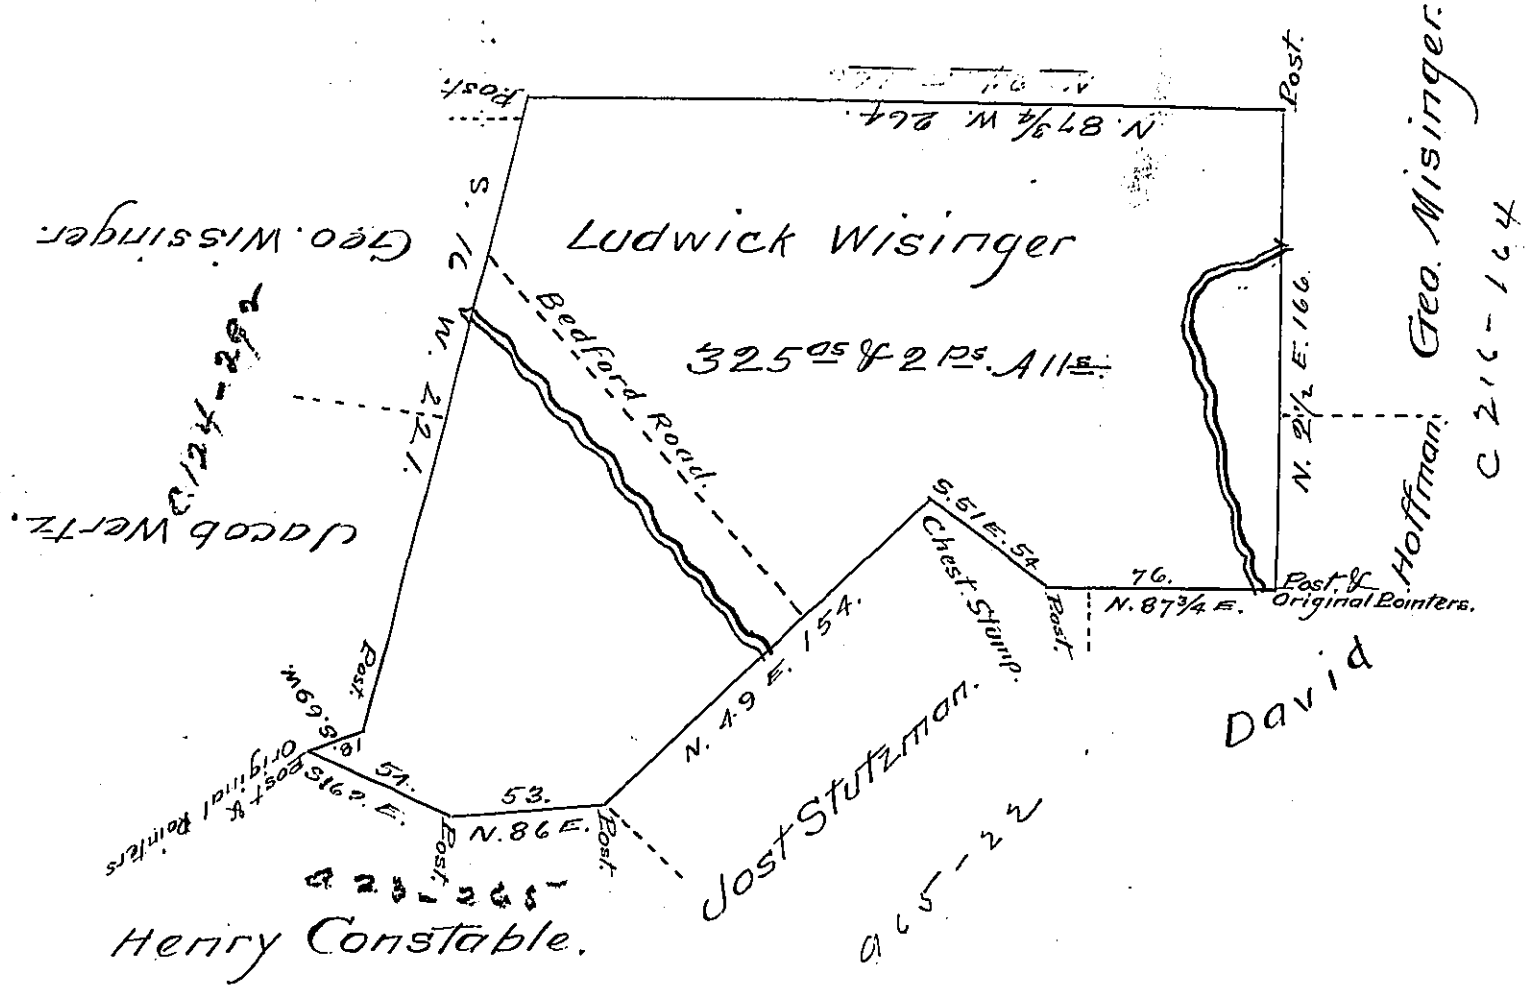 Post.
N. 87¾ W. 264.
Post.
Geo. Misinger.
C 216-164
S. 16 W. 221.
Geo. Wissinger.
C.124-292
Ludwick Wisinger
325 as & 2 Ps. Alls.
Bedford Road.
N. 2½ E. 166.
Jacob Wertz.
S. 51 E. 54
Chest. Stump.
Post.
76.
N. 87¾ E.
Post. &
Original Pointers.
David Hoffman.
N. 49 E. 154.
Post.
S. 69 W.
18.
Post &
Original Pointers
51.
E.
Post.
53.
N. 86 E.
Post.
Jost Stutzman.
a 65-22
Henry Constable.